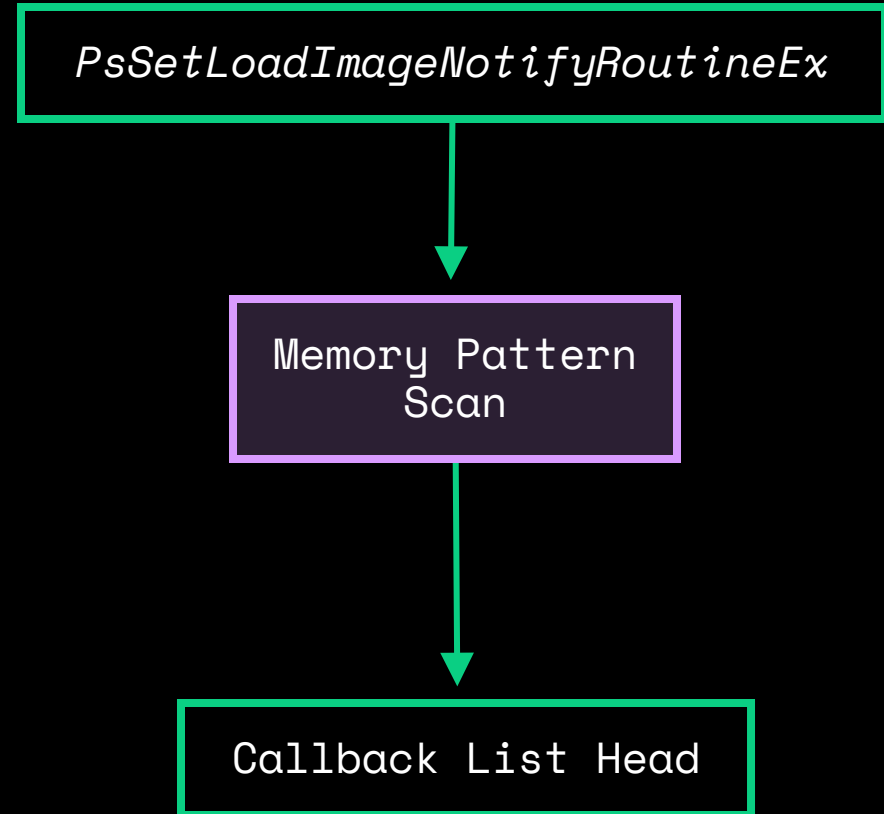 PsSetLoadImageNotifyRoutineEx
Memory Pattern
Scan
Callback List Head